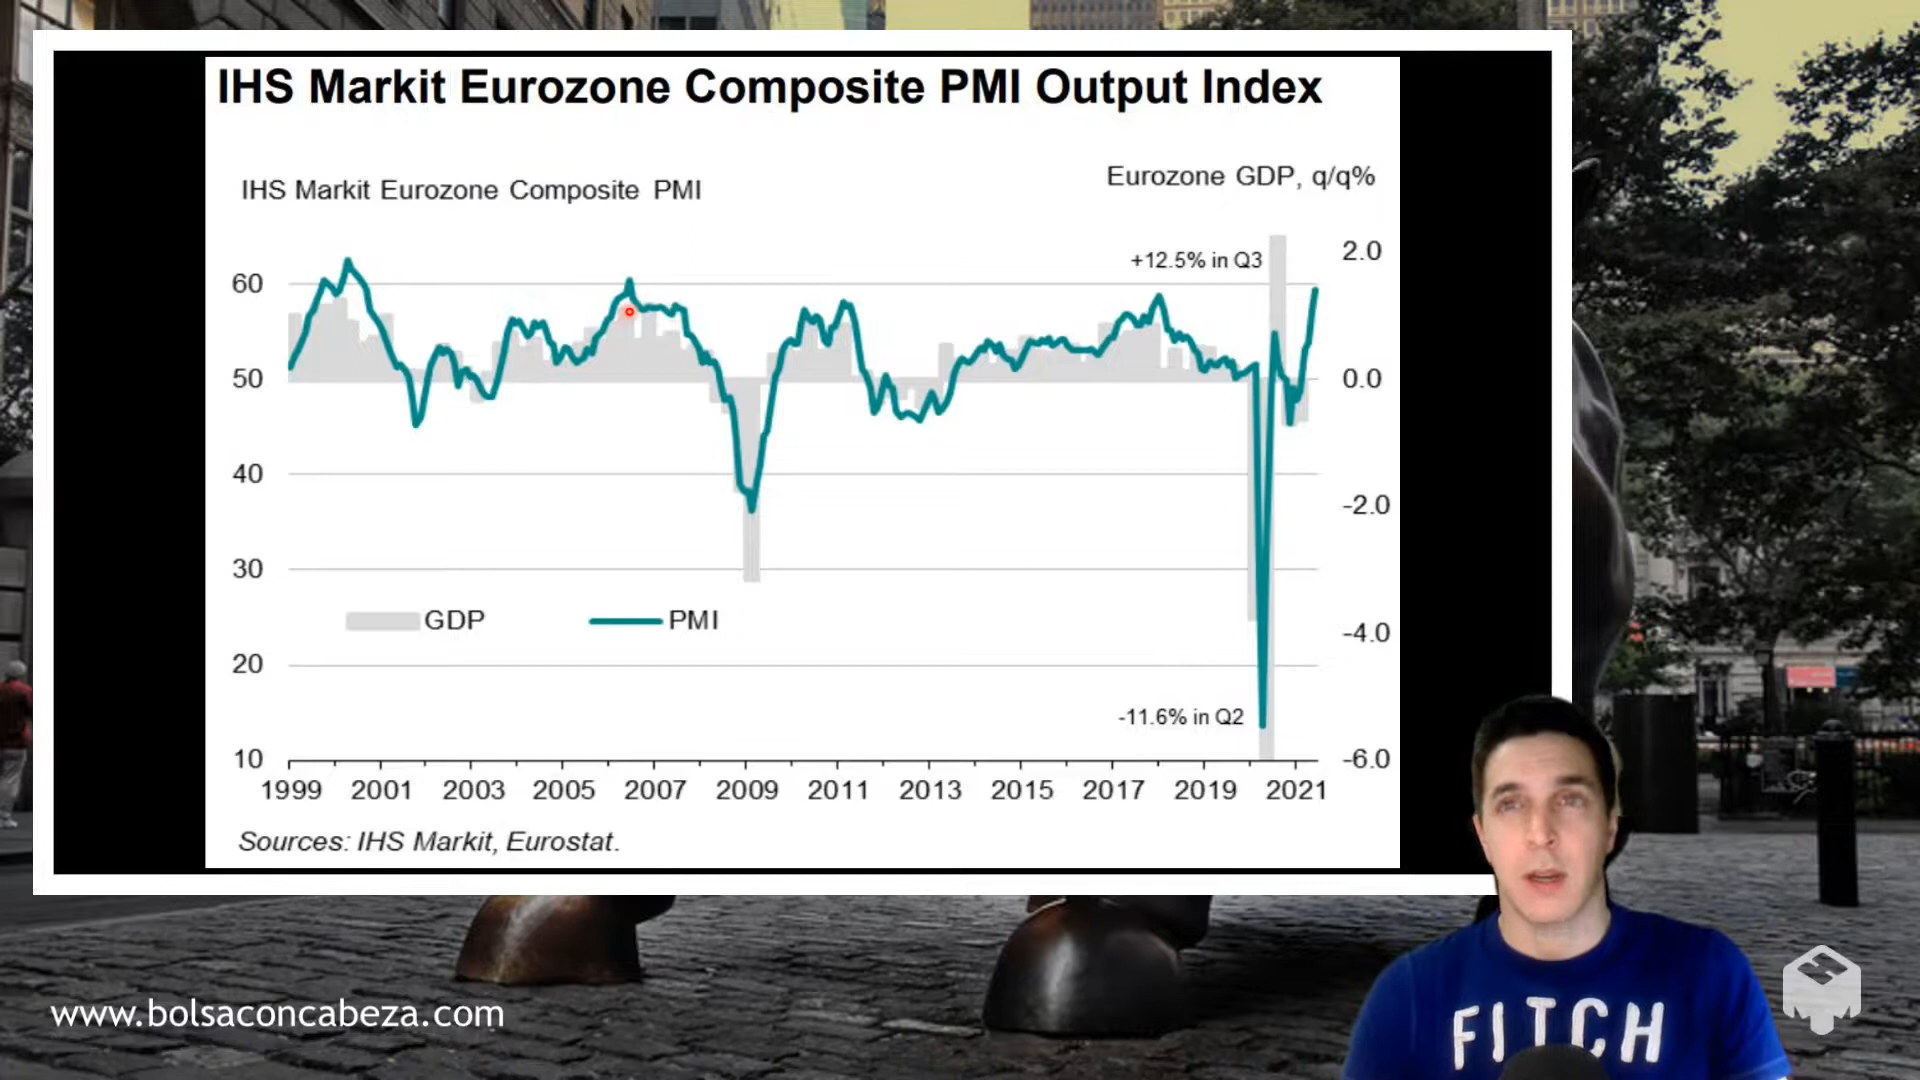 IHS Markit Eurozone Composite PMI Output Index
IHS Markit Eurozone Composite PMI
Eurozone GDP, q/q%
+12.5% in Q3
2.0
60
50
0.0
40
-2.0
30
GDP
PMI
-4.0
20
-11.6% in Q2
10
-6.0
1999 2001 2003 2005 2007 2009 2011 2013 2015 2017 2019 2021
Sources: IHS Markit, Eurostat.
www.bolsaconcabeza.com
FITCH